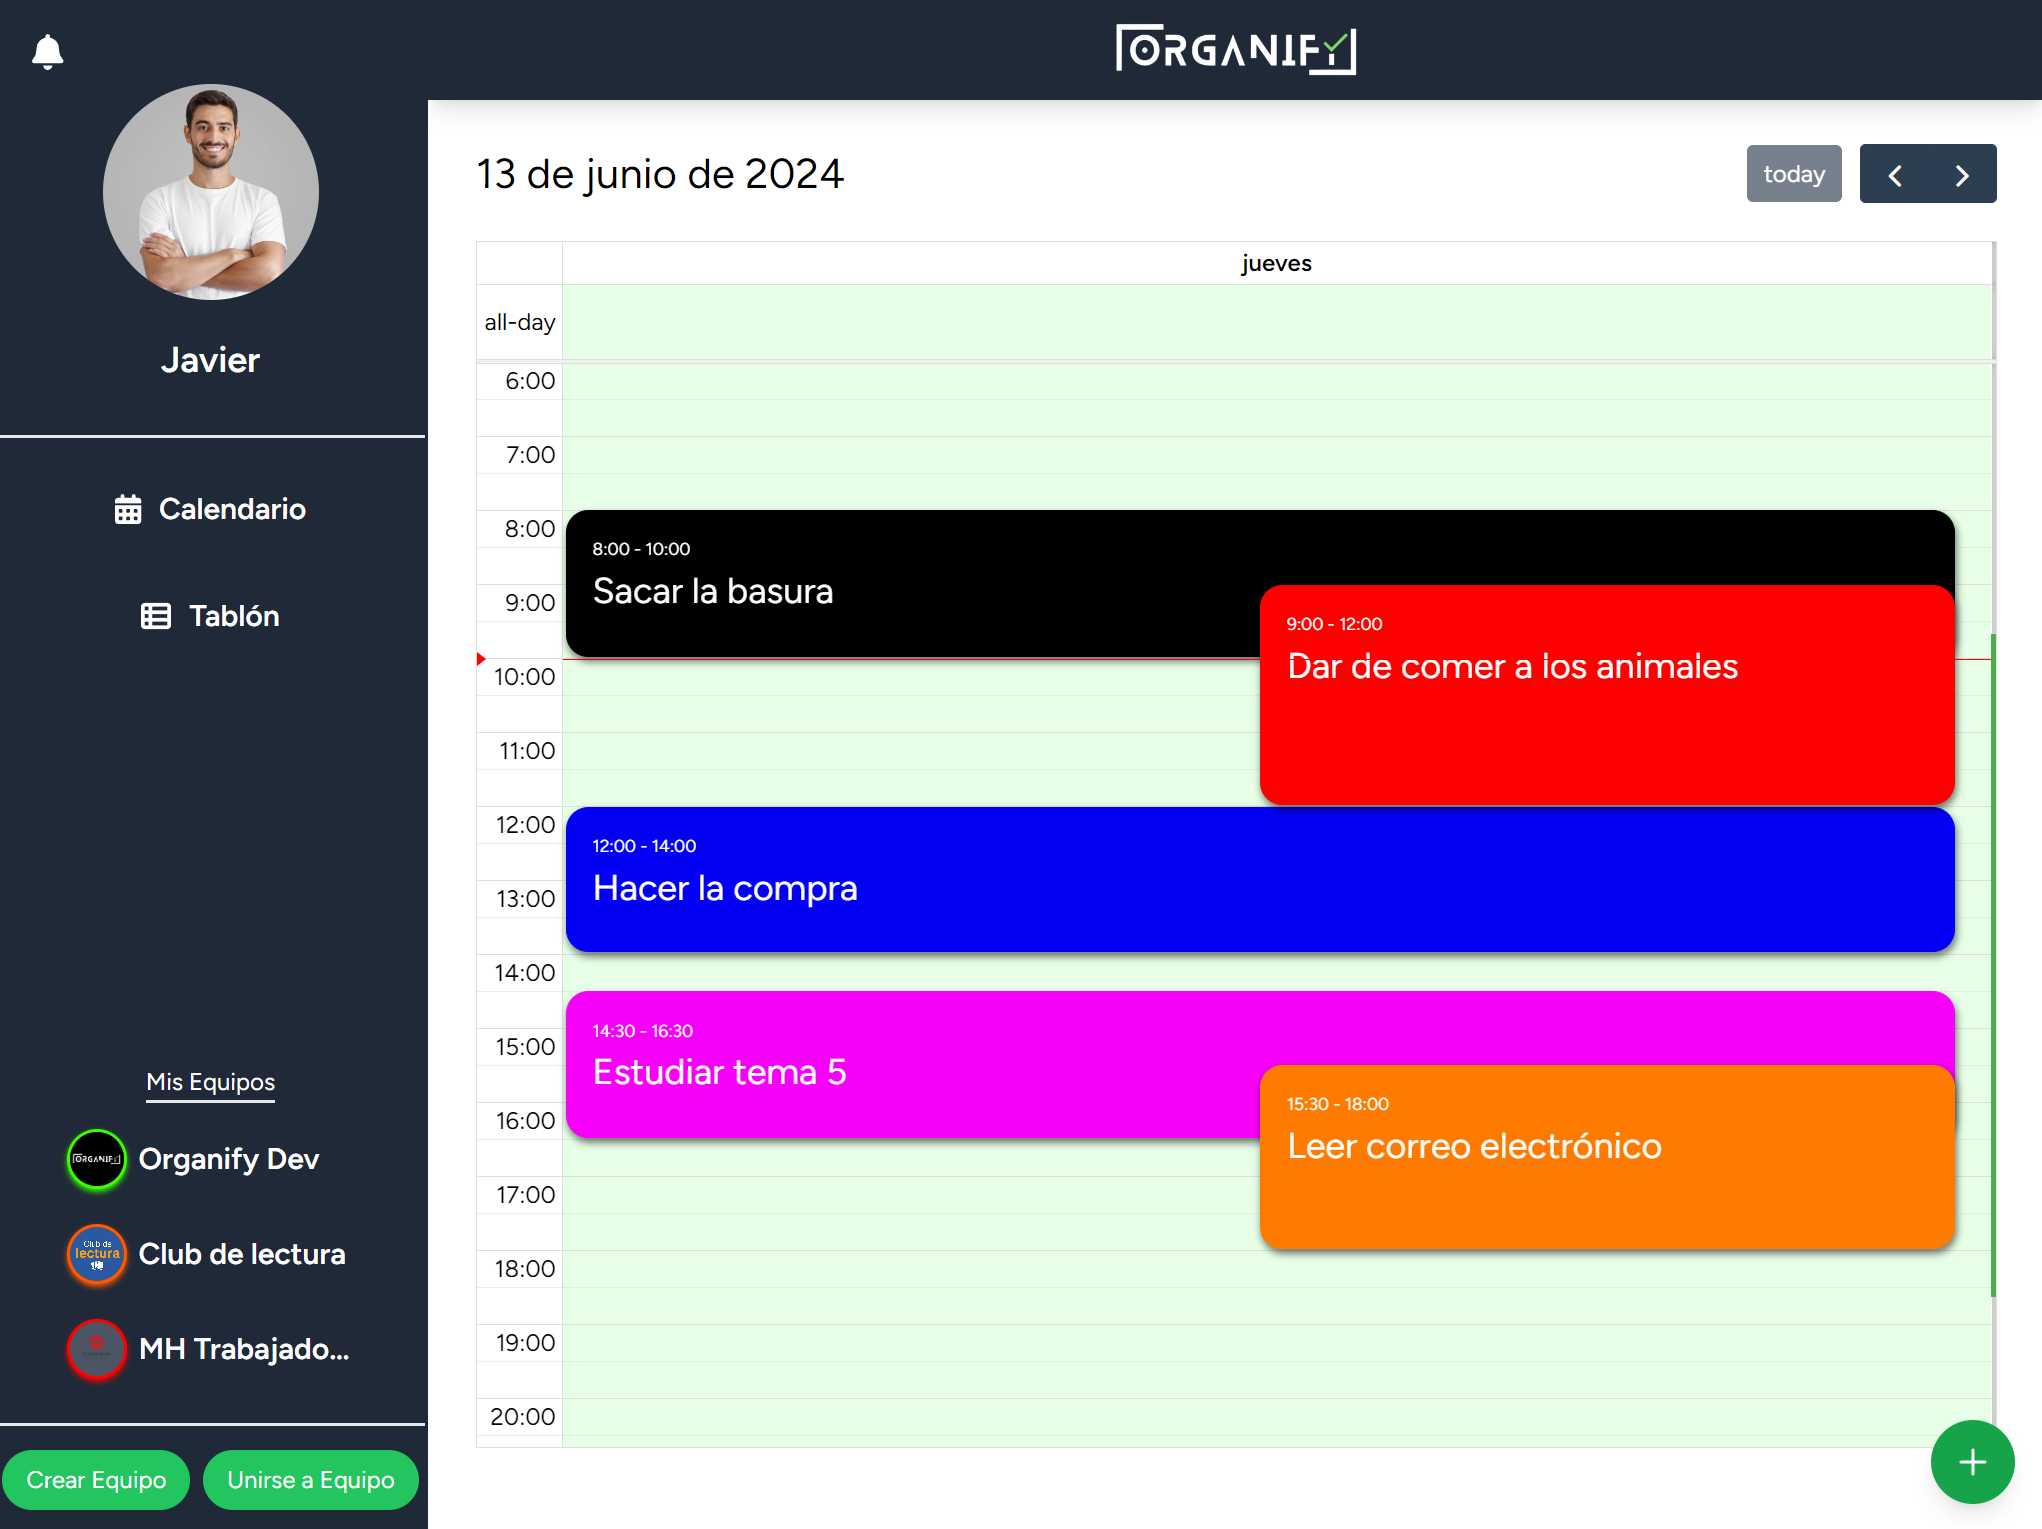 ORGANIFY
Javier
Calendario
Tablón
Mis Equipos
ORGANIFY
Organify Dev
Club de
lectura
Club de lectura
MH Trabajado...
Crear Equipo
Unirse a Equipo
13 de junio de 2024
today
jueves
all-day
6:00
7:00
8:00
9:00
10:00
11:00
12:00
13:00
14:00
15:00
16:00
17:00
18:00
19:00
20:00
8:00 - 10:00
Sacar la basura
9:00 - 12:00
Dar de comer a los animales
12:00 - 14:00
Hacer la compra
14:30 - 16:30
Estudiar tema 5
15:30 - 18:00
Leer correo electrónico